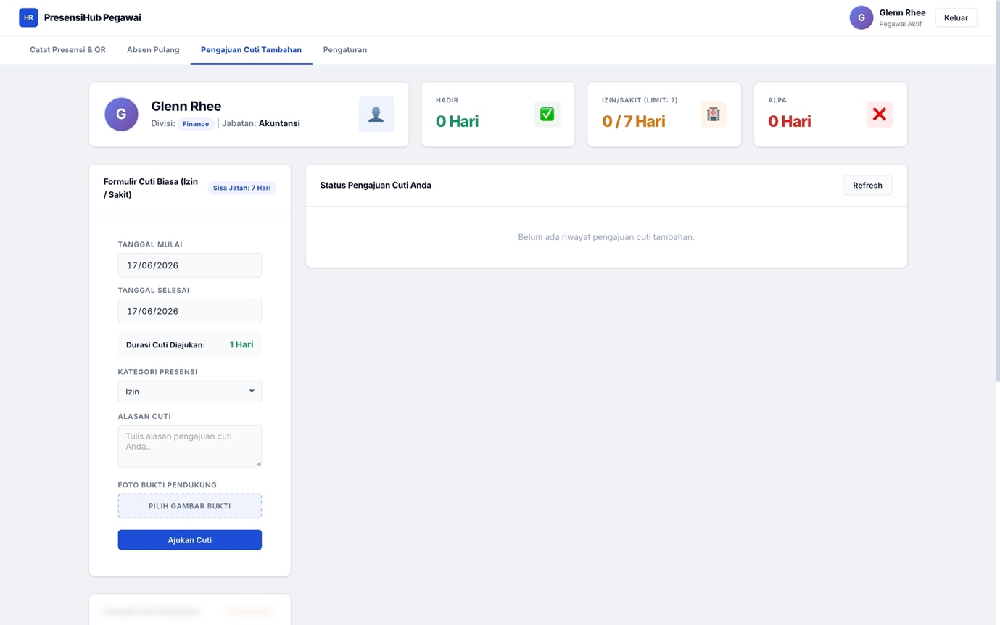 HR
PresensiHub Pegawai
G
Glenn Rhee
Pegawai Aktif
Keluar
Catat Presensi & QR
Absen Pulang
Pengajuan Cuti Tambahan
Pengaturan
G
Glenn Rhee
Divisi: Finance | Jabatan: Akuntansi
HADIR
0 Hari
IZIN/SAKIT (LIMIT: 7)
0 / 7 Hari
ALPA
0 Hari
Formulir Cuti Biasa (Izin
/ Sakit)
Sisa Jatah: 7 Hari
TANGGAL MULAI
17/06/2026
TANGGAL SELESAI
17/06/2026
Durasi Cuti Diajukan:
1 Hari
KATEGORI PRESENSI
Izin
ALASAN CUTI
Tulis alasan pengajuan cuti
Anda...
FOTO BUKTI PENDUKUNG
PILIH GAMBAR BUKTI
Ajukan Cuti
Status Pengajuan Cuti Anda
Refresh
Belum ada riwayat pengajuan cuti tambahan.